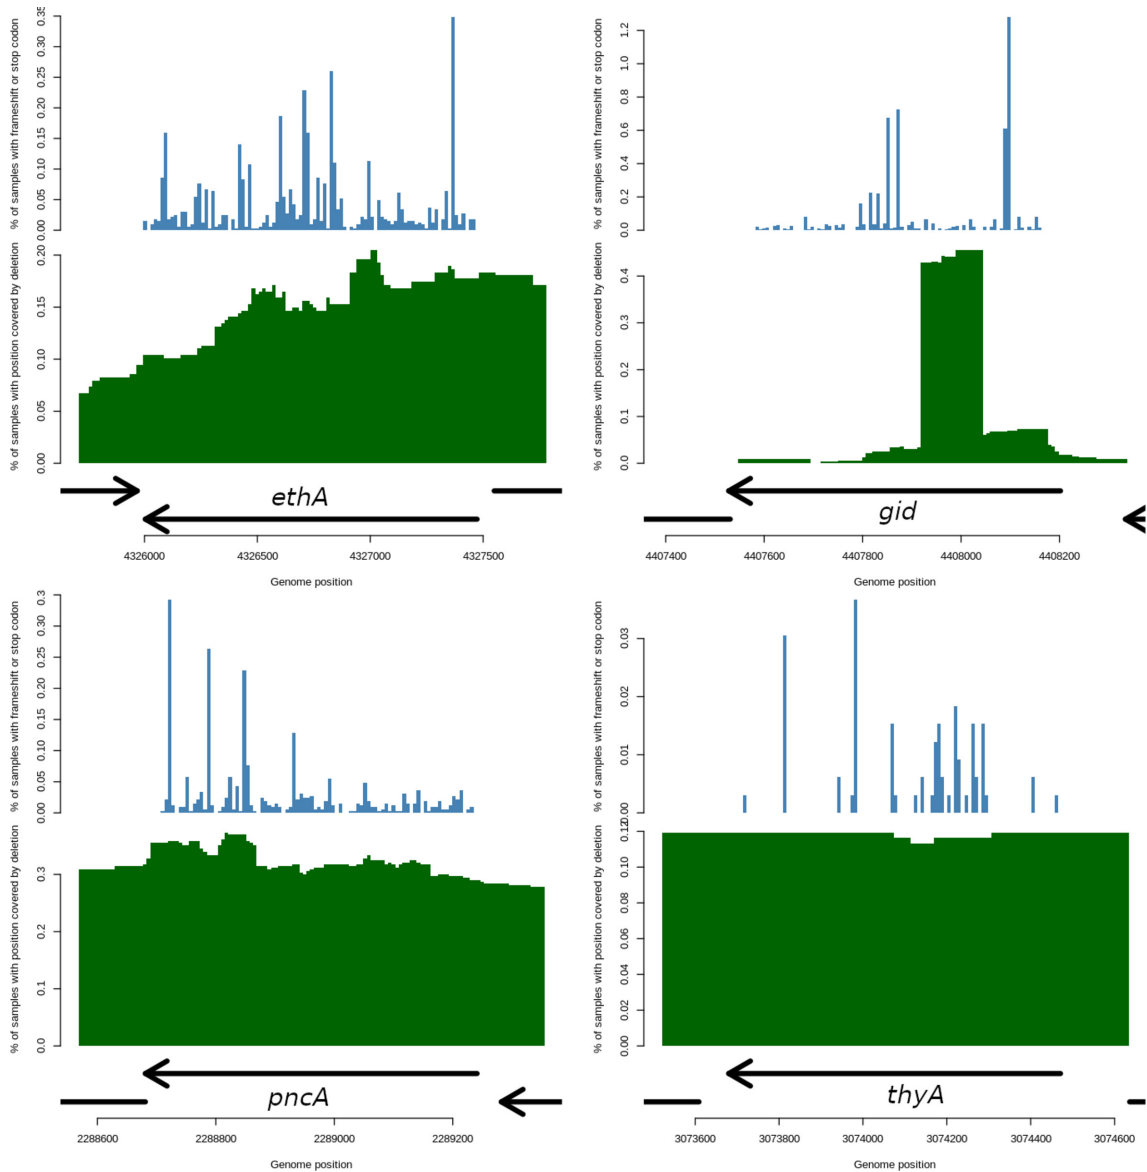 % of samples with frameshift or stop codon
0.00 0.05 0.10 0.15 0.20 0.25 0.30 0.35
% of samples with position covered by deletion
0.00 0.05 0.10 0.15 0.20
ethA
4326000 4326500 4327000 4327500
Genome position
% of samples with frameshift or stop codon
0.0 0.2 0.4 0.6 0.8 1.0 1.2
% of samples with position covered by deletion
0.0 0.1 0.2 0.3 0.4
gid
4407400 4407600 4407800 4408000 4408200
Genome position
% of samples with frameshift or stop codon
0.00 0.05 0.10 0.15 0.20 0.25 0.30 0.3
% of samples with position covered by deletion
0.0 0.1 0.2 0.3
pncA
2288600 2288800 2289000 2289200
Genome position
% of samples with frameshift or stop codon
0.00 0.01 0.02 0.03
% of samples with position covered by deletion
0.00 0.02 0.04 0.06 0.08 0.10 0.12
thyA
3073600 3073800 3074000 3074200 3074400 3074600
Genome position